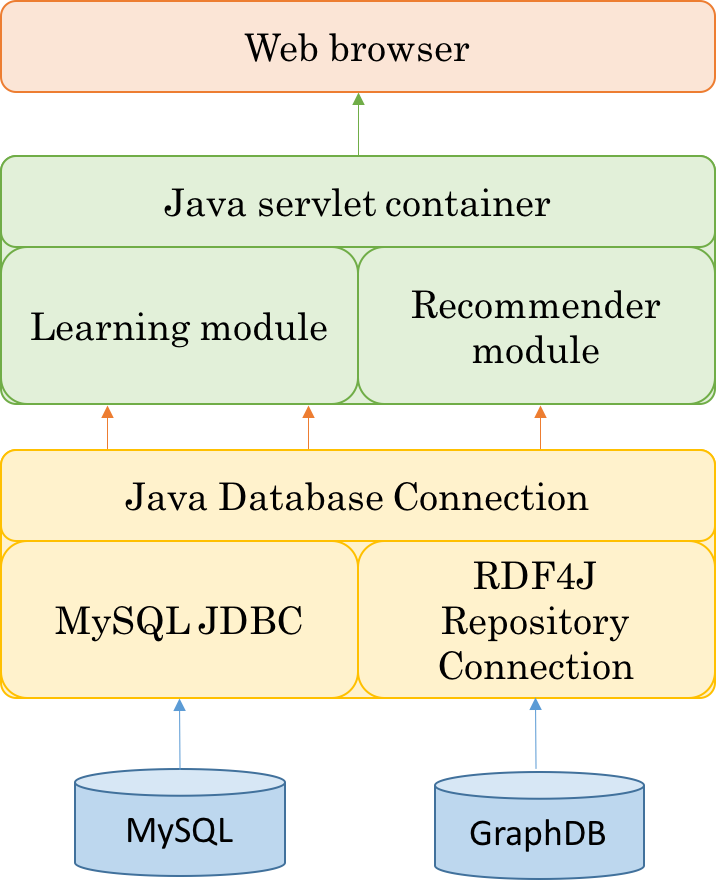 Web browser
Java servlet container
Learning module
Recommender
module
Java Database Connection
MySQL JDBC
RDF4J
Repository
Connection
MySQL
GraphDB